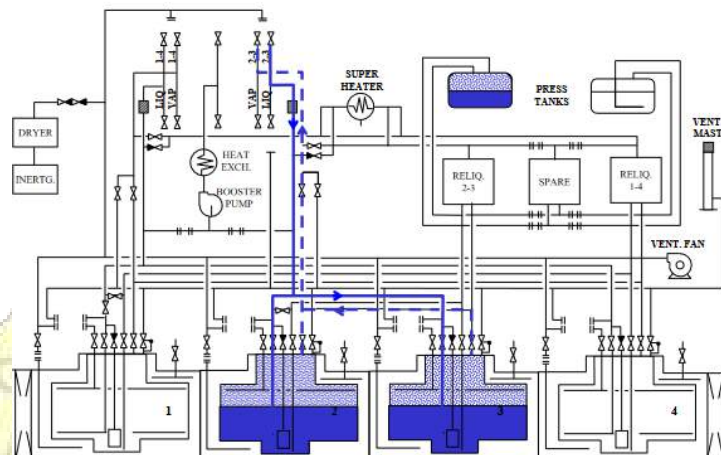 1-4
1-4
2-3
2-3
LIQ
VAP
VAP
LIQ
SUPER
HEATER
PRESS
TANKS
VENT
MAST
DRYER
INERTG.
HEAT
EXCH.
BOOSTER
PUMP
RELIQ.
2-3
SPARE
RELIQ.
1-4
VENT. FAN
1
2
3
4